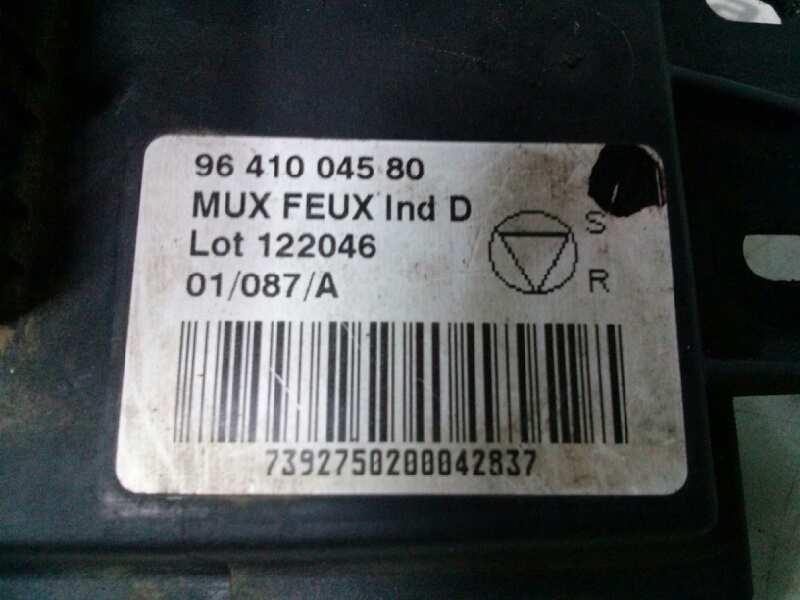 96 410 045 80
MUX FEUX Ind D
S
Lot 122046
01/087/A
R
7392750200042837